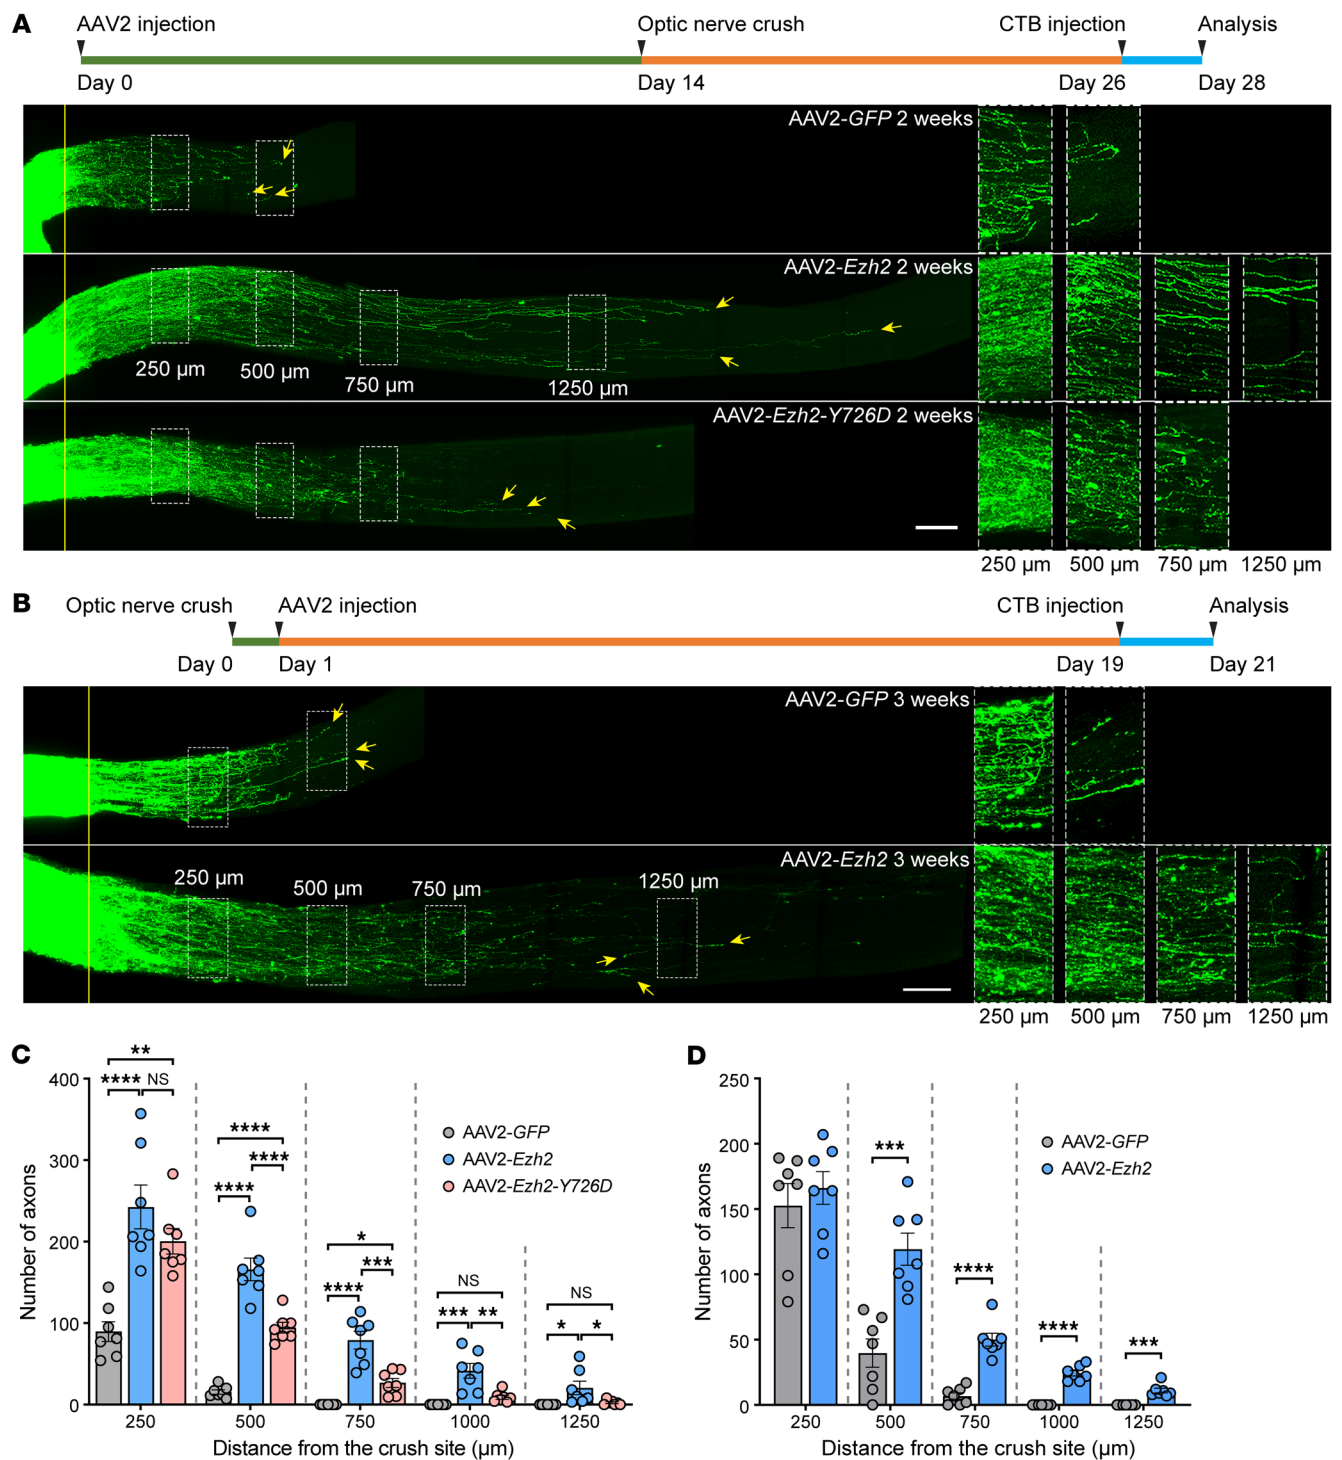 A
AAV2 injection
Optic nerve crush
CTB injection
Analysis
Day 0
Day 14
Day 26
Day 28
AAV2-GFP 2 weeks
AAV2-Ezh2 2 weeks
250 µm
500 µm
750 µm
1250 µm
AAV2-Ezh2-Y726D 2 weeks
250 µm
500 µm
750 µm
1250 µm
B
Optic nerve crush
AAV2 injection
CTB injection
Analysis
Day 0
Day 1
Day 19
Day 21
AAV2-GFP 3 weeks
AAV2-Ezh2 3 weeks
250 µm
500 µm
750 µm
1250 µm
250 µm
500 µm
750 µm
1250 µm
C
Number of axons
400
300
200
100
0
**
**** NS
****
****
****
*
***
****
NS
*** **
NS
* *
AAV2-GFP
AAV2-Ezh2
AAV2-Ezh2-Y726D
250
500
750
1000
1250
Distance from the crush site (µm)
D
Number of axons
250
200
150
100
50
0
***
****
****
***
AAV2-GFP
AAV2-Ezh2
250
500
750
1000
1250
Distance from the crush site (µm)